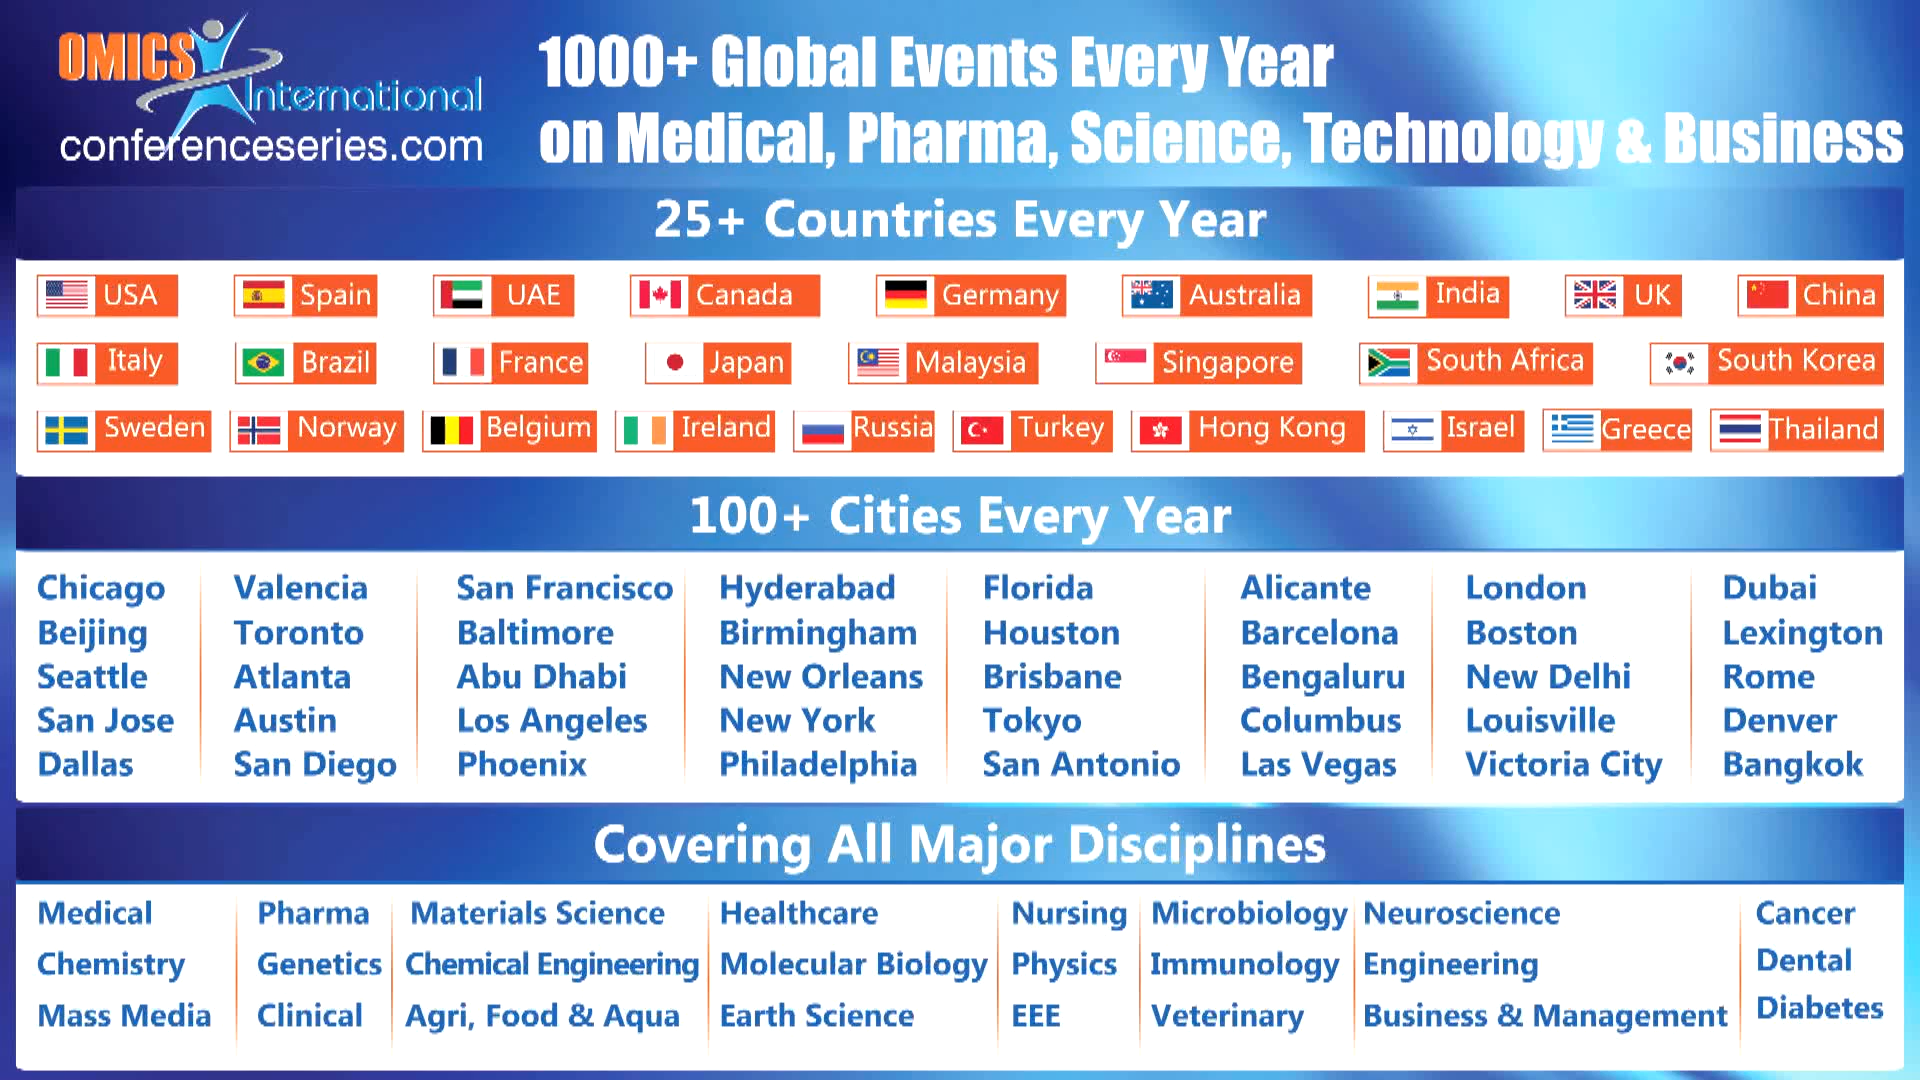 OMICS
International
conferenceseries.com
1000+ Global Events Every Year
on Medical, Pharma, Science, Technology & Business
25+ Countries Every Year
USA Spain UAE Canada Germany Australia India UK China
Italy Brazil France Japan Malaysia Singapore South Africa South Korea
Sweden Norway Belgium Ireland Russia Turkey Hong Kong Israel Greece Thailand
100+ Cities Every Year
Chicago Valencia San Francisco Hyderabad Florida Alicante London Dubai
Beijing Toronto Baltimore Birmingham Houston Barcelona Boston Lexington
Seattle Atlanta Abu Dhabi New Orleans Brisbane Bengaluru New Delhi Rome
San Jose Austin Los Angeles New York Tokyo Columbus Louisville Denver
Dallas San Diego Phoenix Philadelphia San Antonio Las Vegas Victoria City Bangkok
Covering All Major Disciplines
Medical Pharma Materials Science Healthcare Nursing Microbiology Neuroscience Cancer
Chemistry Genetics Chemical Engineering Molecular Biology Physics Immunology Engineering Dental
Mass Media Clinical Agri, Food & Aqua Earth Science EEE Veterinary Business & Management Diabetes